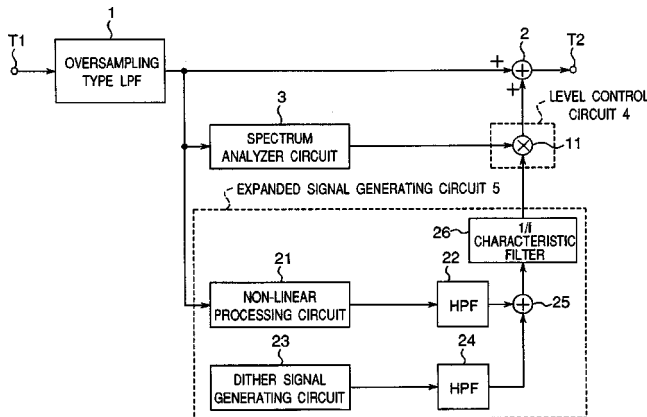 T1
1
OVERSAMPLING
TYPE LPF
+
2
T2
+
3
SPECTRUM
ANALYZER CIRCUIT
LEVEL CONTROL
CIRCUIT 4
11
EXPANDED SIGNAL GENERATING CIRCUIT 5
26
1/f
CHARACTERISTIC
FILTER
21
NON-LINEAR
PROCESSING CIRCUIT
22
HPF
25
23
DITHER SIGNAL
GENERATING CIRCUIT
24
HPF